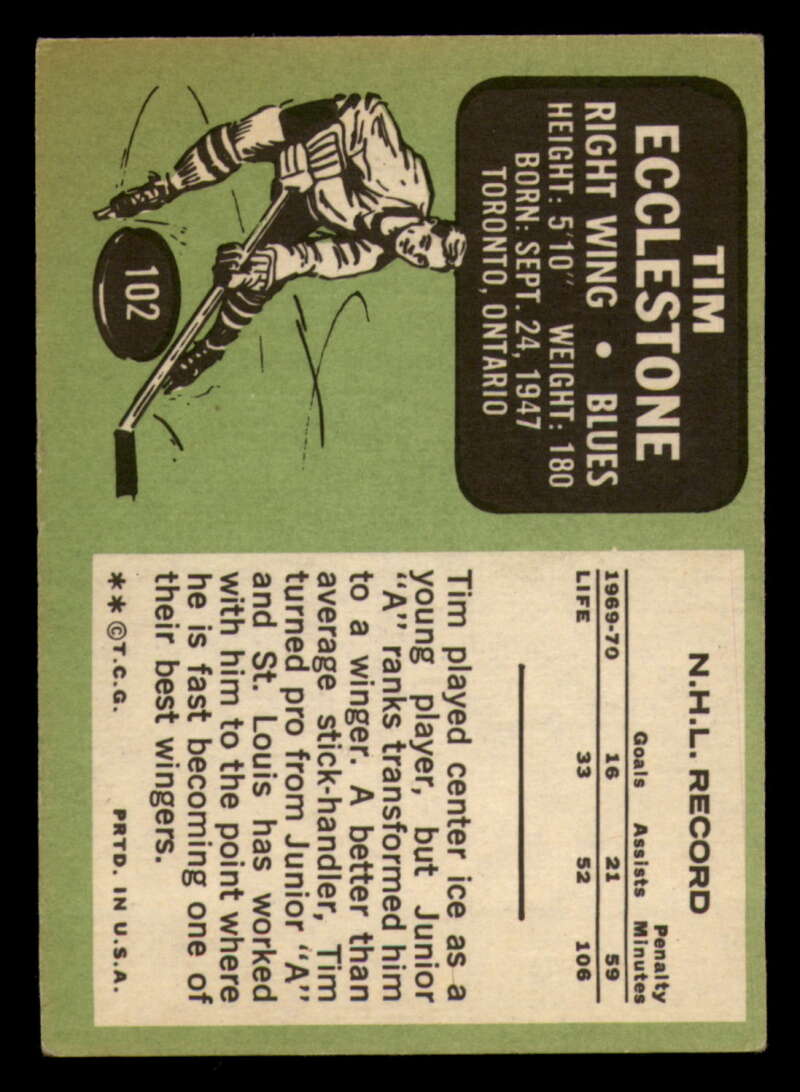 TIM
ECCLESTONE
RIGHT WING • BLUES
HEIGHT: 5'10" WEIGHT: 180
BORN: SEPT. 24, 1947
TORONTO, ONTARIO
102
N.H.L. RECORD
Penalty
Goals Assists Minutes
1969-70 16 21 59
LIFE 33 52 106
Tim played center ice as a
young player, but Junior
"A" ranks transformed him
to a winger. A better than
average stick-handler, Tim
turned pro from Junior "A"
and St. Louis has worked
with him to the point where
he is fast becoming one of
their best wingers.
**©T.C.G. PRTD. IN U.S.A.